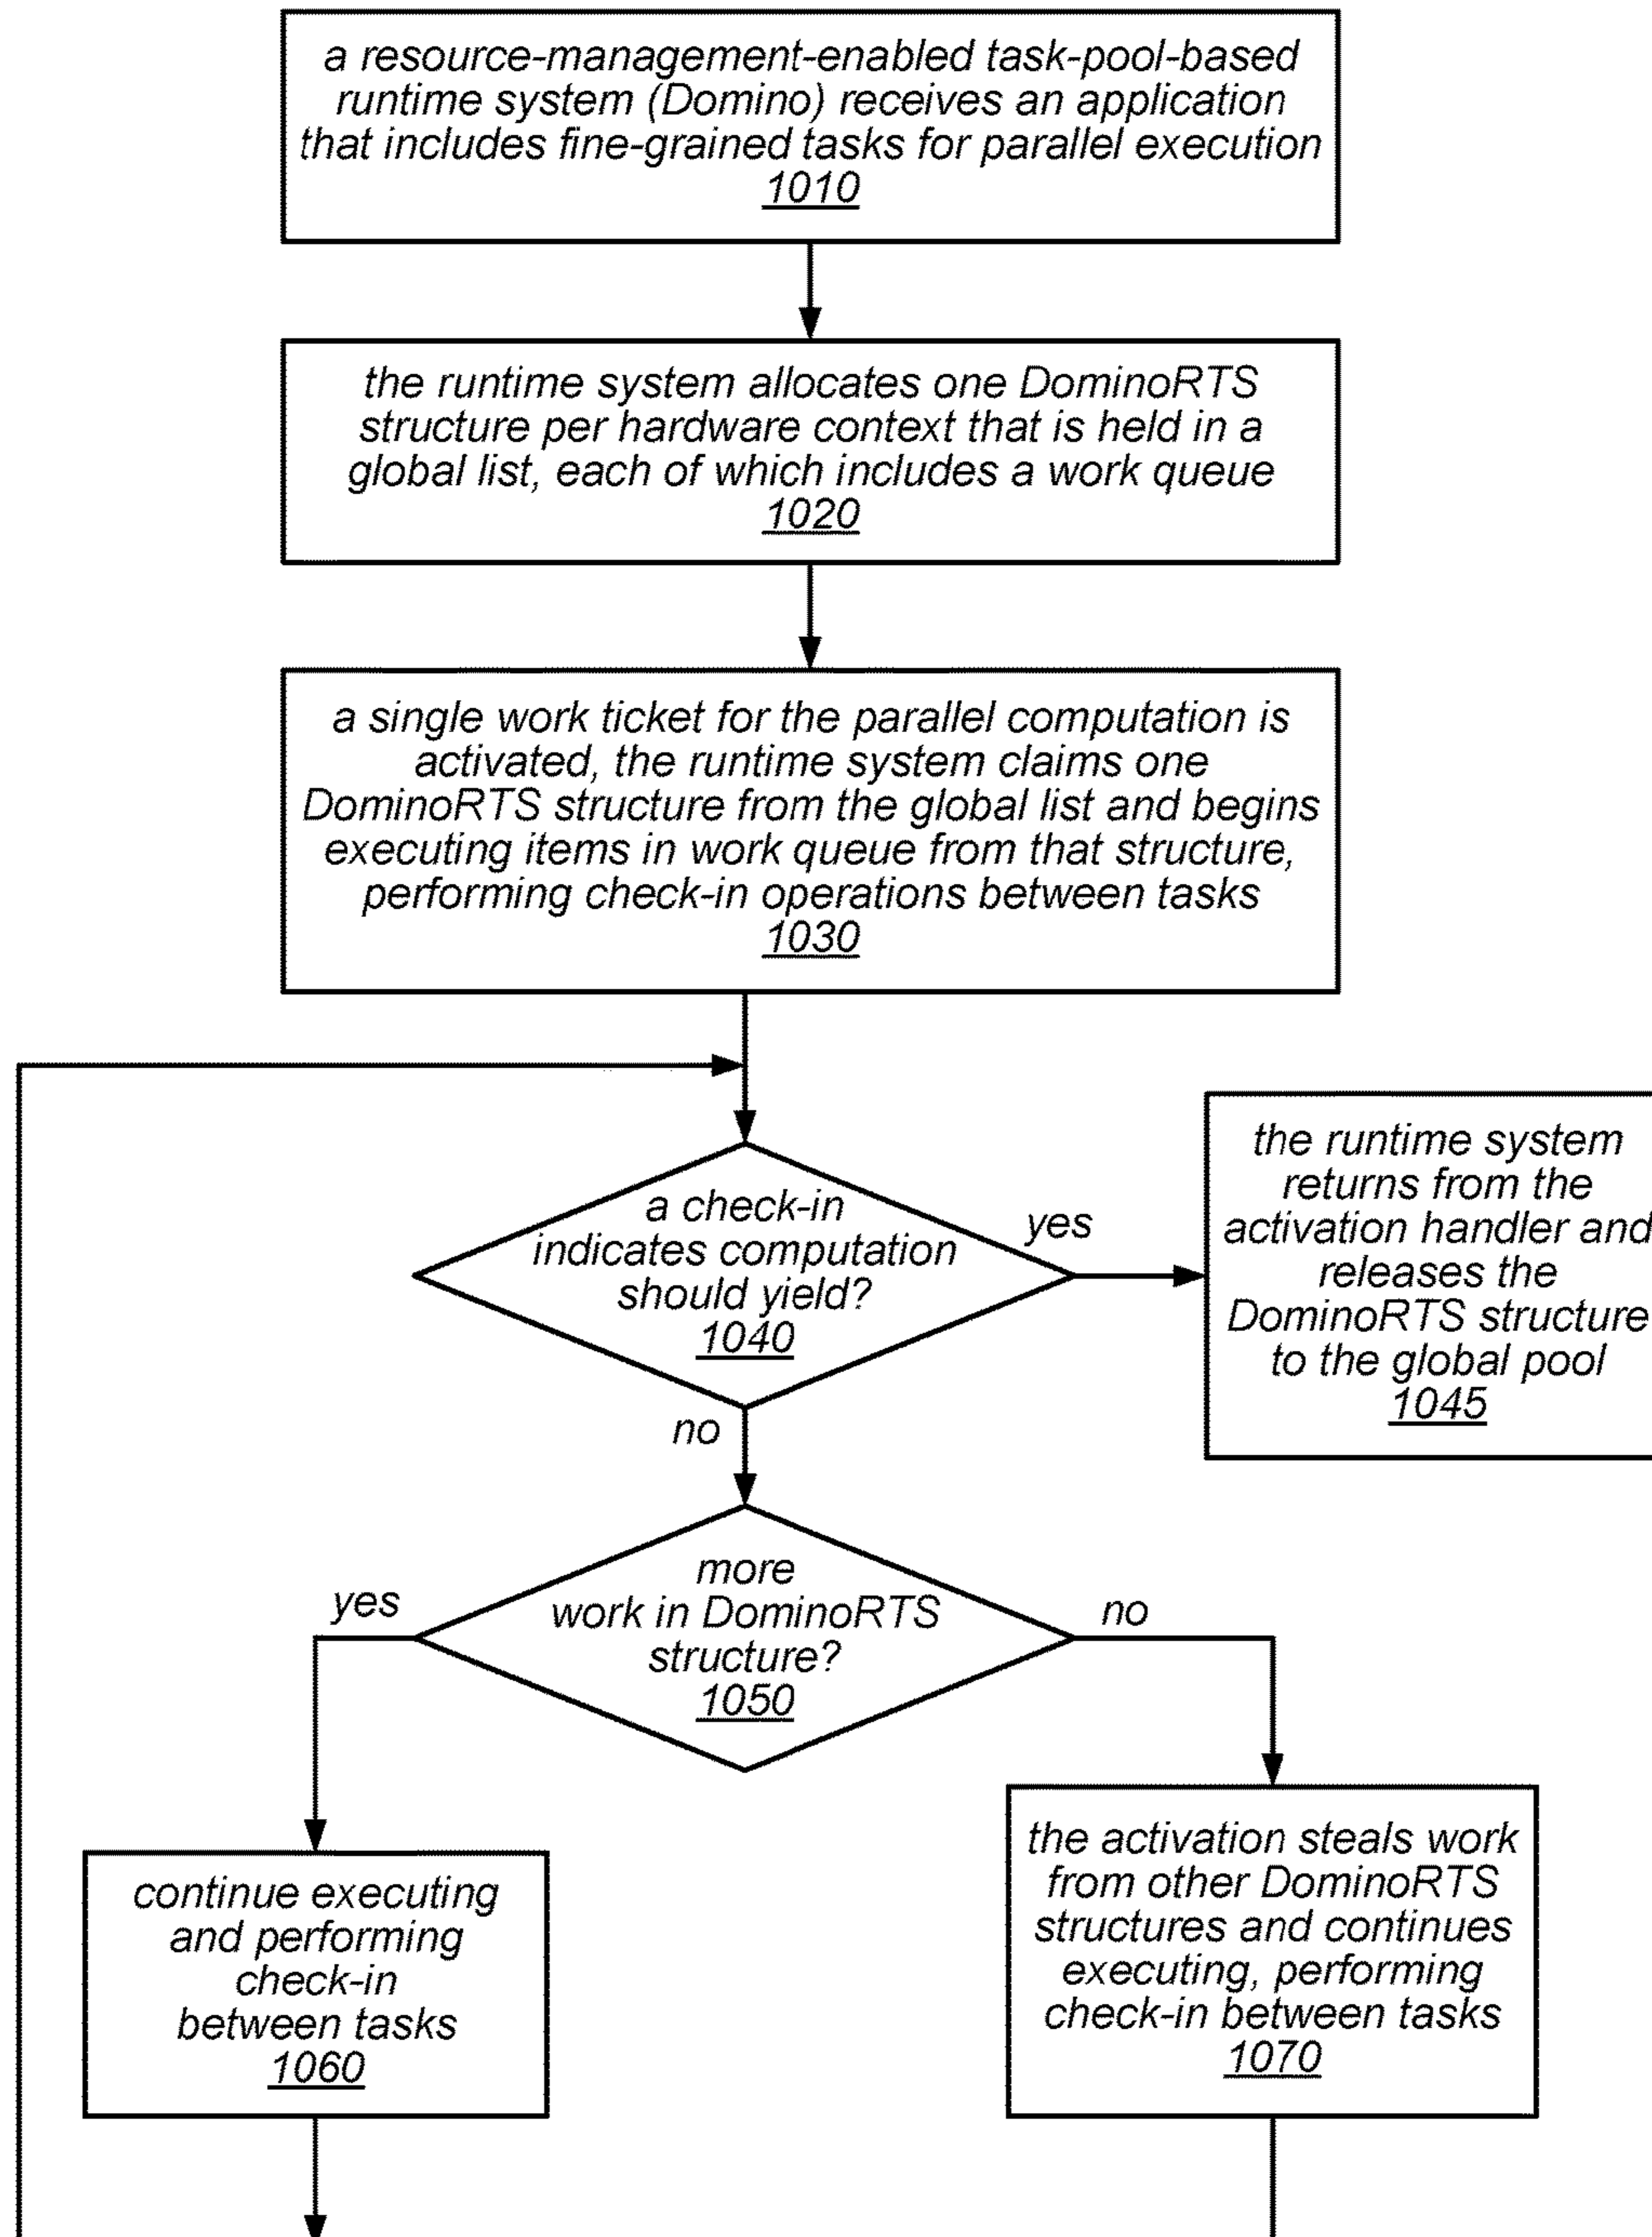 a resource-management-enabled task-pool-based
runtime system (Domino) receives an application
that includes fine-grained tasks for parallel execution
1010
the runtime system allocates one DominoRTS
structure per hardware context that is held in a
global list, each of which includes a work queue
1020
a single work ticket for the parallel computation is
activated, the runtime system claims one
DominoRTS structure from the global list and begins
executing items in work queue from that structure,
performing check-in operations between tasks
1030
a check-in
indicates computation
should yield?
1040
yes
the runtime system
returns from the
activation handler and
releases the
DominoRTS structure
to the global pool
1045
no
more
work in DominoRTS
structure?
1050
yes
no
continue executing
and performing
check-in
between tasks
1060
the activation steals work
from other DominoRTS
structures and continues
executing, performing
check-in between tasks
1070